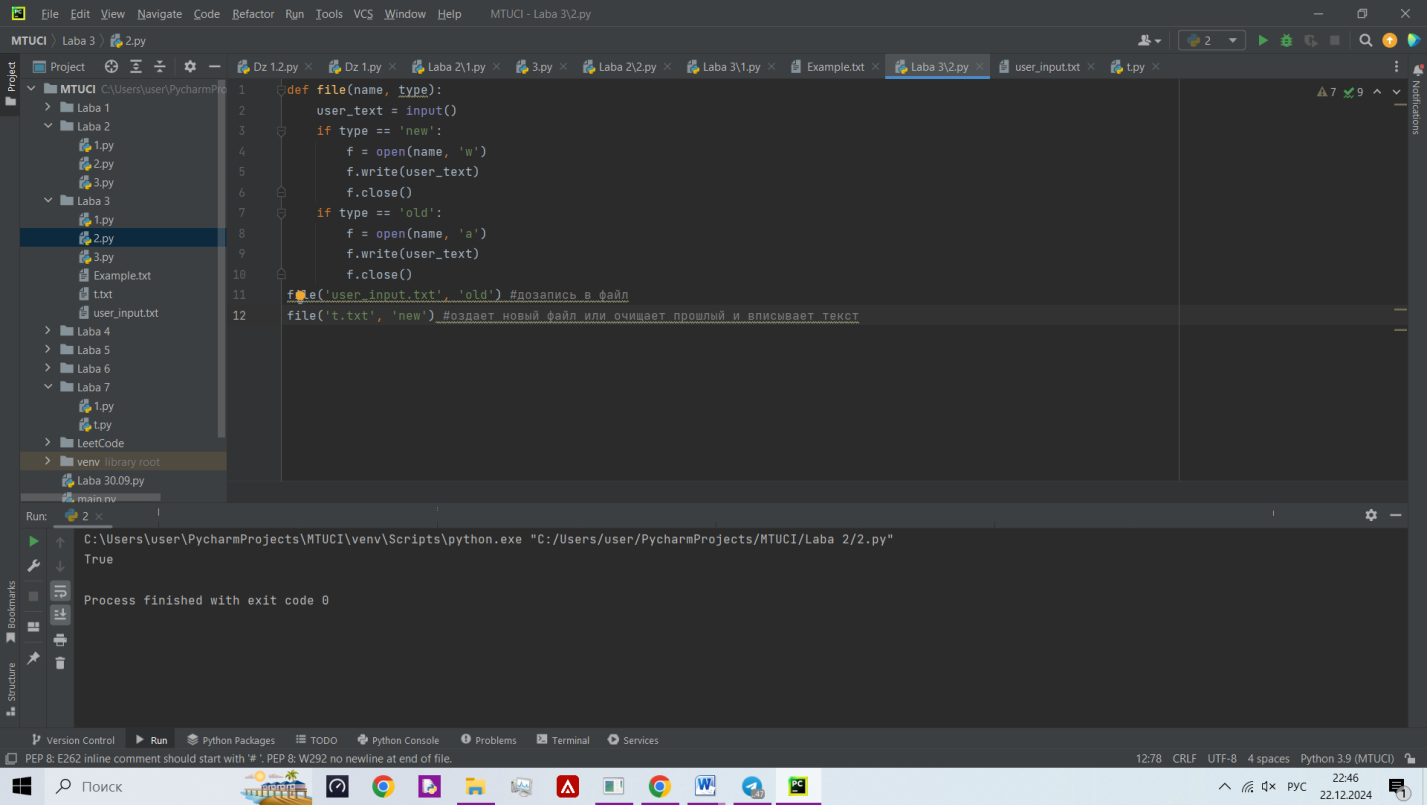 File Edit View Navigate Code Refactor Run Tools VCS Window Help MTUCI - Laba 3\2.py
MTUCI Laba 3 2.py 2
Project Dz 1.2.py Dz 1.py Laba 2\1.py 3.py Laba 2\2.py Laba 3\1.py Example.txt Laba 3\2.py user_input.txt t.py
Project
Notifications
Bookmarks
Structure
MTUCI C:\Users\user\PycharmPro
Laba 1
Laba 2
1.py
2.py
3.py
Laba 3
1.py
2.py
3.py
Example.txt
t.txt
user_input.txt
Laba 4
Laba 5
Laba 6
Laba 7
1.py
t.py
LeetCode
venv library root
Laba 30.09.py
main.py
7 9
1 def file(name, type):
2 user_text = input()
3 if type == 'new':
4 f = open(name, 'w')
5 f.write(user_text)
6 f.close()
7 if type == 'old':
8 f = open(name, 'a')
9 f.write(user_text)
10 f.close()
11 file('user_input.txt', 'old') #дозапись в файл
12 file('t.txt', 'new') #оздает новый файл или очищает прошлый и вписывает текст
Run: 2
C:\Users\user\PycharmProjects\MTUCI\venv\Scripts\python.exe "C:/Users/user/PycharmProjects/MTUCI/Laba 2/2.py"
True
Process finished with exit code 0
Version Control Run Python Packages TODO Python Console Problems Terminal Services
PEP 8: E262 inline comment should start with '# '. PEP 8: W292 no newline at end of file. 12:78 CRLF UTF-8 4 spaces Python 3.9 (MTUCI)
Поиск
47
РУС
22:46
22.12.2024
1